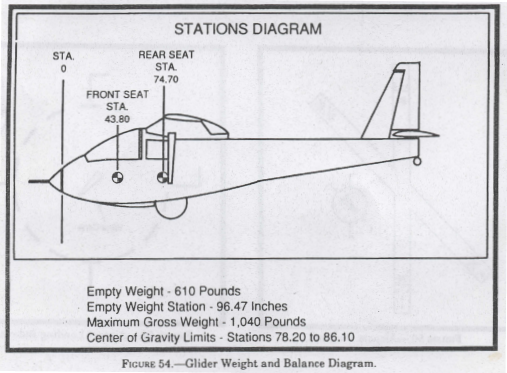 STATIONS DIAGRAM
STA.
0
REAR SEAT
STA.
74.70
FRONT SEAT
STA.
43.80
Empty Weight - 610 Pounds
Empty Weight Station - 96.47 Inches
Maximum Gross Weight - 1,040 Pounds
Center of Gravity Limits - Stations 78.20 to 86.10
FIGURE 54.—Glider Weight and Balance Diagram.